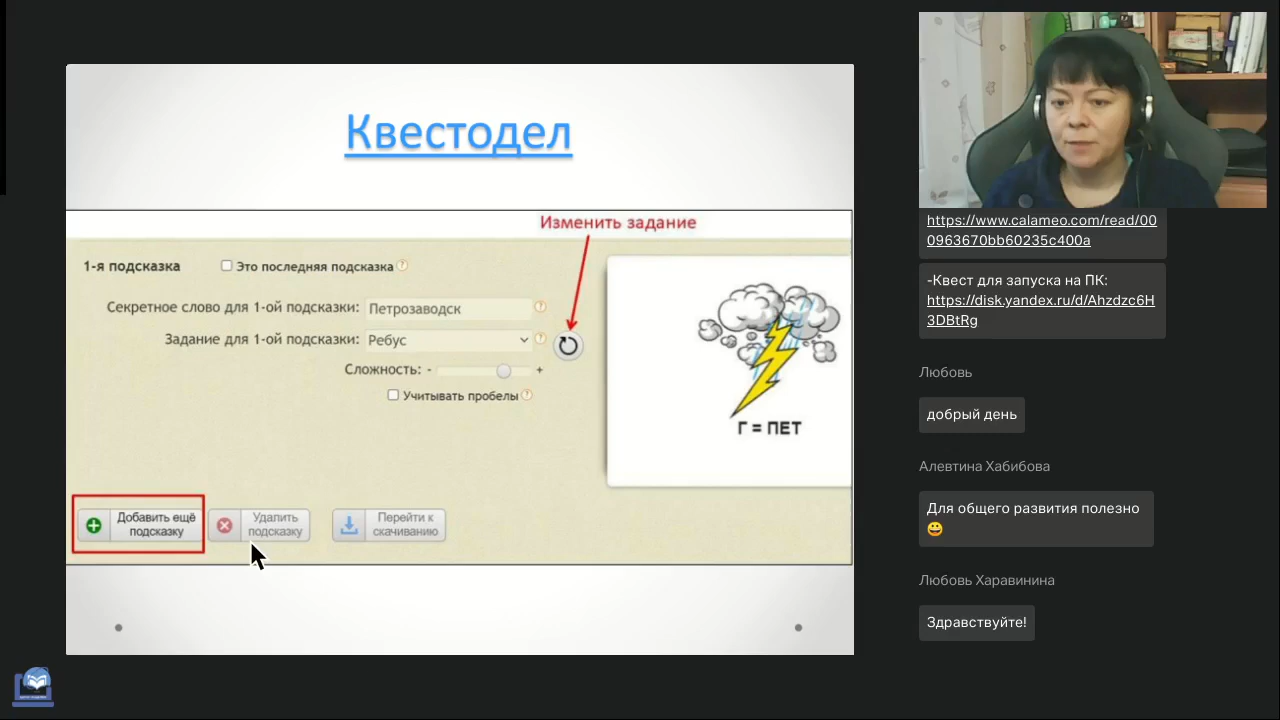 Квестодел
Изменить задание
1-я подсказка
Это последняя подсказка
Секретное слово для 1-ой подсказки: Петрозаводск
Задание для 1-ой подсказки: Ребус
Сложность: - +
Учитывать пробелы
Г = ПЕТ
Добавить ещё
подсказку
Удалить
подсказку
Перейти к
скачиванию
https://www.calameo.com/read/00
0963670bb60235c400a
-Квест для запуска на ПК:
https://disk.yandex.ru/d/Ahzdzc6H
3DBtRg
Любовь
добрый день
Алевтина Хабибова
Для общего развития полезно
😀
Любовь Харавинина
Здравствуйте!